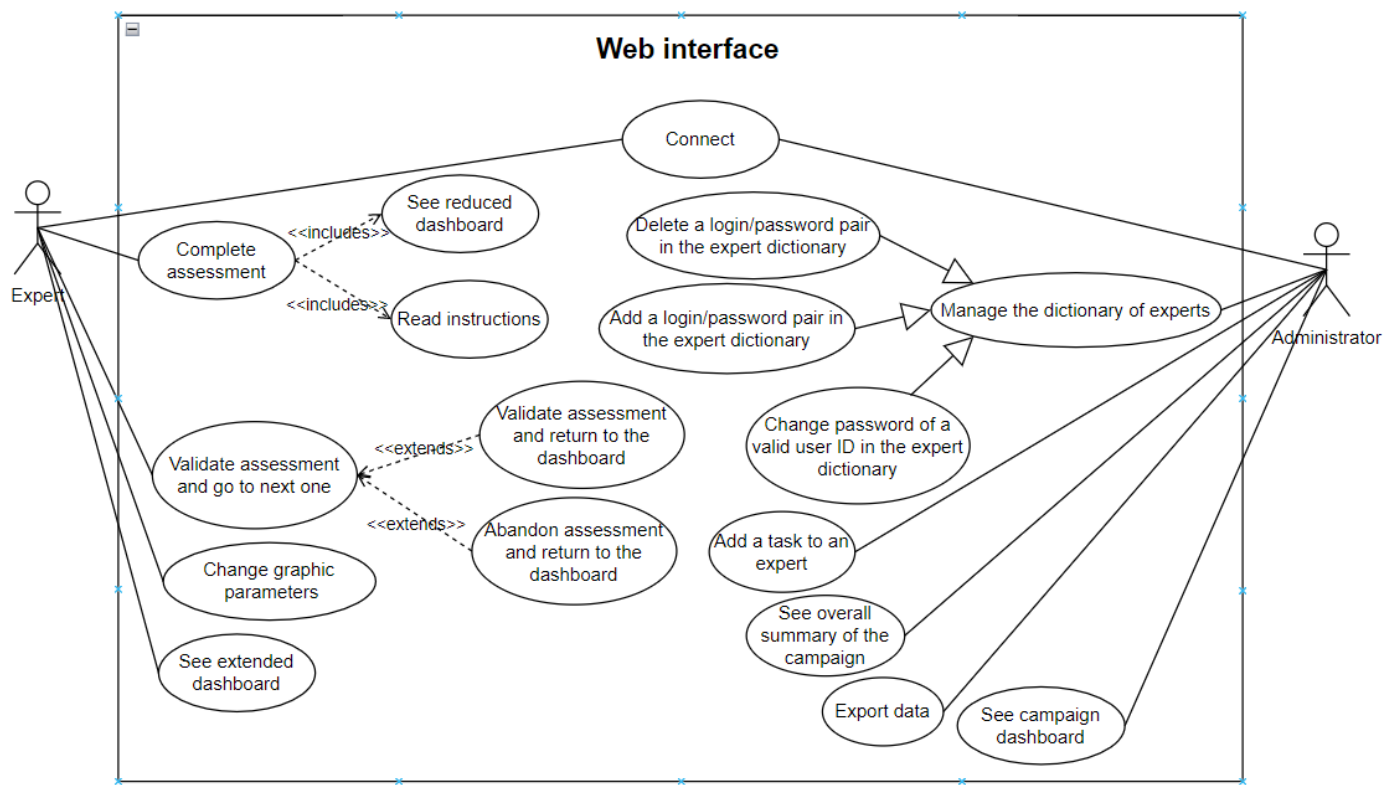 Web interface
Connect
See reduced
dashboard
<<includes>>
Complete
assessment
Expert
<<includes>>
Read instructions
Delete a login/password pair
in the expert dictionary
Add a login/password pair in
the expert dictionary
Manage the dictionary of experts
Administrator
Change password of a
valid user ID in the expert
dictionary
Validate assessment
and return to the
dashboard
<<extends>>
Validate assessment
and go to next one
<<extends>>
Abandon assessment
and return to the
dashboard
Change graphic
parameters
See extended
dashboard
Add a task to an
expert
See overall
summary of the
campaign
Export data
See campaign
dashboard